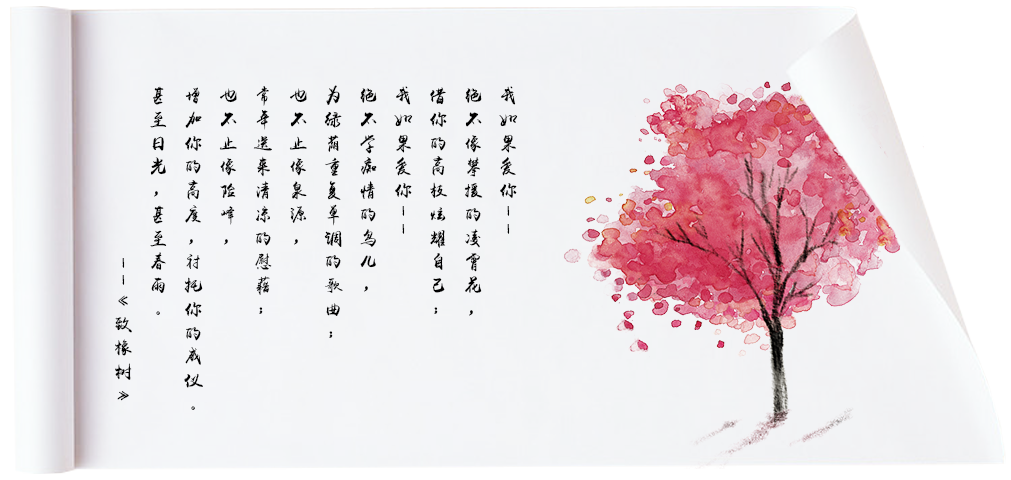 我如果爱你——
绝不像攀援的凌霄花，
借你的高枝炫耀自己；
我如果爱你——
绝不学痴情的鸟儿，
为绿荫重复单调的歌曲；
也不止像泉源，
常年送来清凉的慰藉；
也不止像险峰，
增加你的高度，衬托你的威仪。
甚至日光，甚至春雨。
——《致橡树》